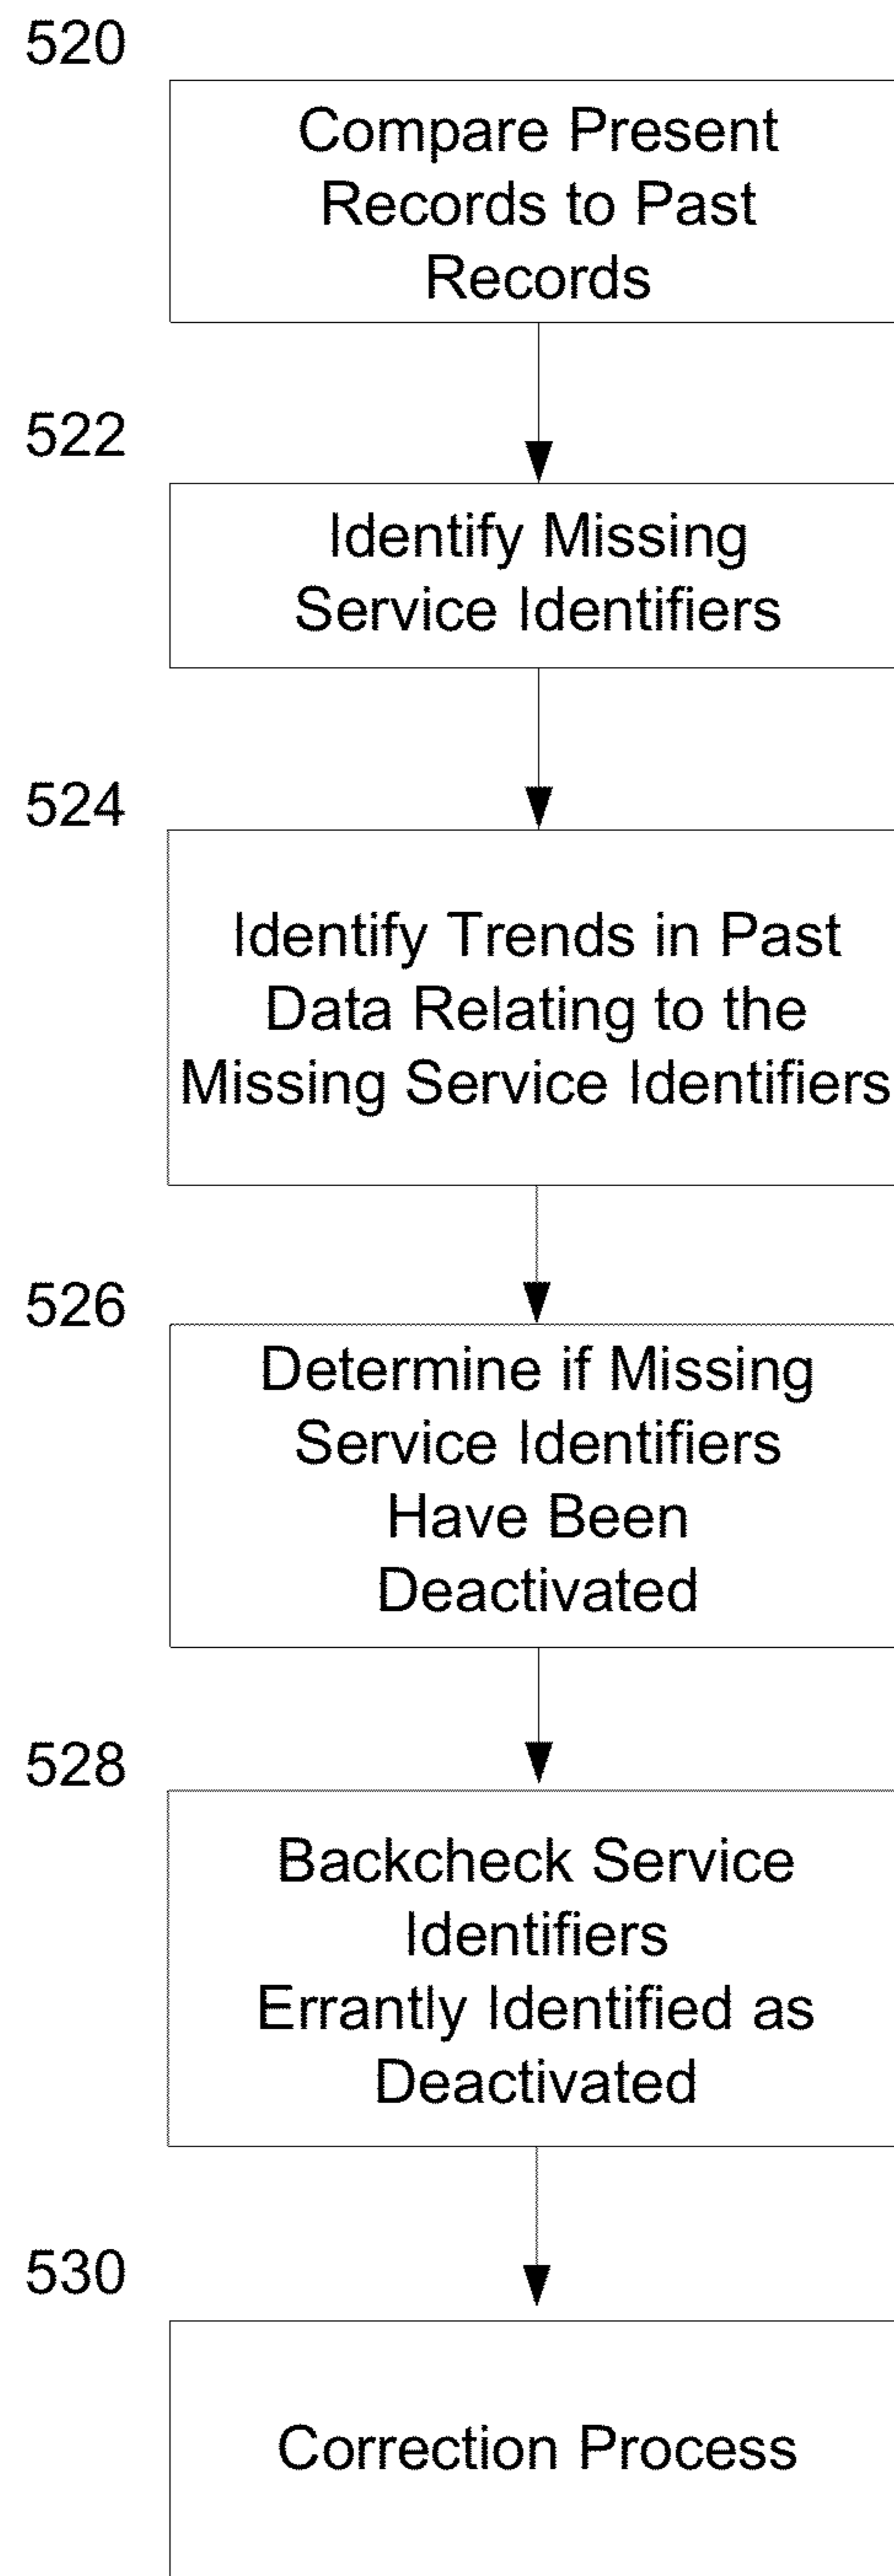 520
Compare Present
Records to Past
Records
522
Identify Missing
Service Identifiers
524
Identify Trends in Past
Data Relating to the
Missing Service Identifiers
526
Determine if Missing
Service Identifiers
Have Been
Deactivated
528
Backcheck Service
Identifiers
Errantly Identified as
Deactivated
530
Correction Process